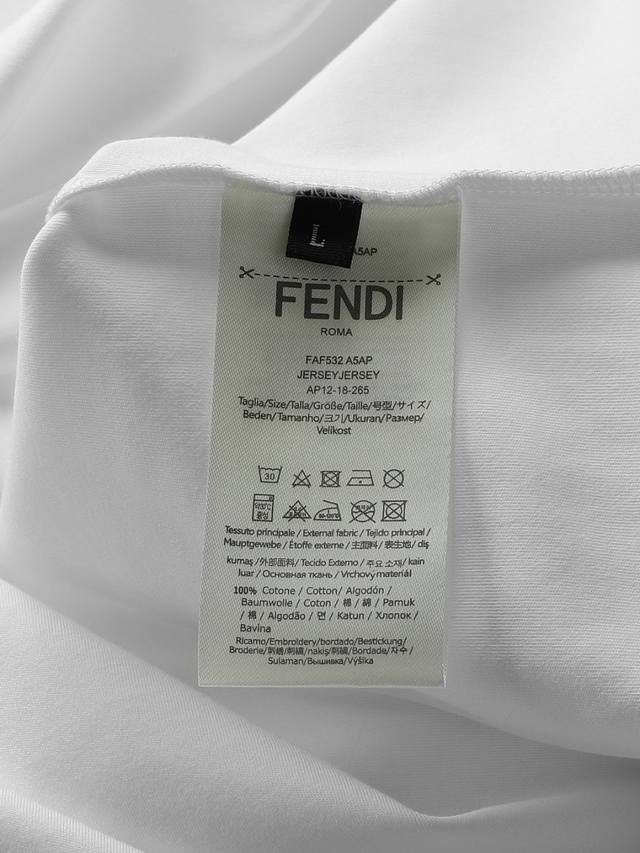 L
A5AP
FENDI
ROMA
FAF532 A5AP
JERSEYJERSEY
AP12-18-265
Taglia/Size/Talla/Größe/Taille/号型/サイズ/
Beden/Tamanho/크기/Ukuran/Размер/
Velikost
30
Tessuto principale / External fabric / Tejido principal /
Mauptgewebe / Étoffe externe / 主面料 / 表生地 / diş
kumaş /外部面料/ Tecido Externo / 주요 소재/ kain
luar / Основная ткань / Vrchový materiál
100% Cotone / Cotton/ Algodón /
Baumwolle / Coton / 棉 / 綿 / Pamuk
/ 棉 / Algodão / 면 / Katun / Хлопок /
Bavina
Ricamo/Embroidery/bordado/Bestickung/
Broderie/刺绣/刺繍/nakiş/刺繡/Bordade/자수/
Sulaman/Вышивка/Výšika